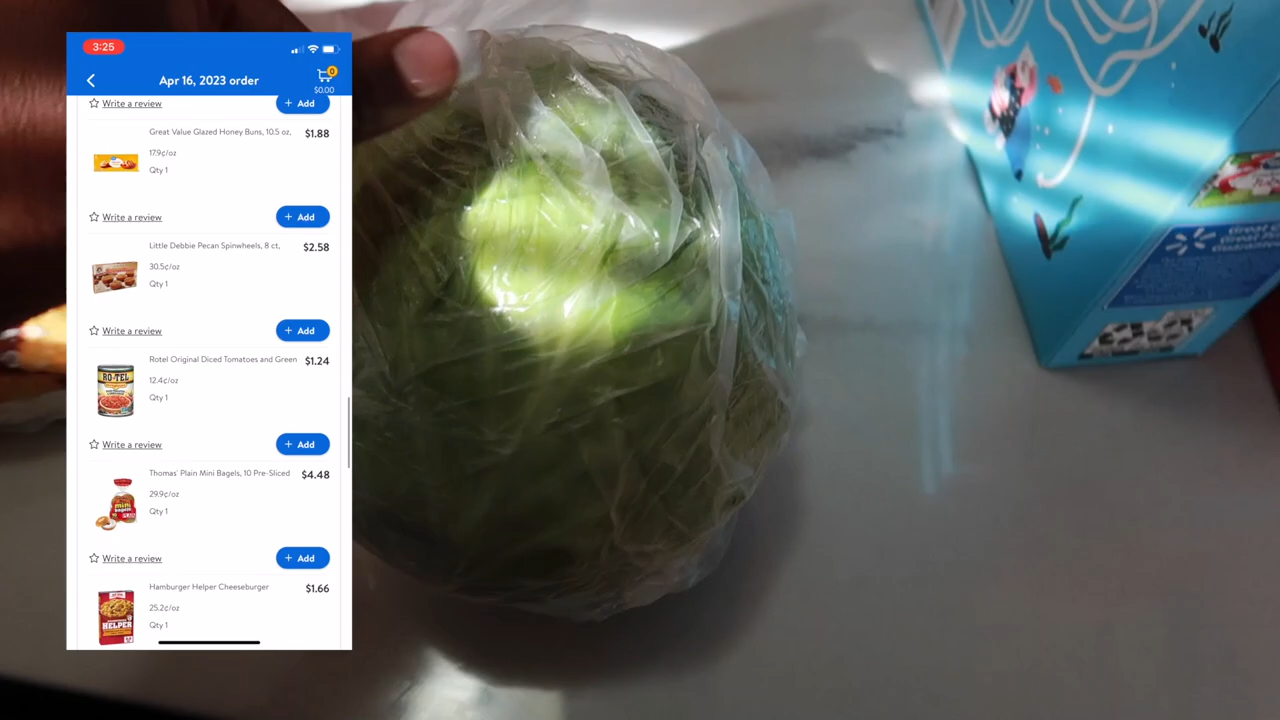 3:25
Apr 16, 2023 order
0
$0.00
Write a review
+ Add
Great Value Glazed Honey Buns, 10.5 oz,
$1.88
17.9¢/oz
Qty 1
Write a review
+ Add
Little Debbie Pecan Spinwheels, 8 ct,
$2.58
30.5¢/oz
Qty 1
Write a review
+ Add
Rotel Original Diced Tomatoes and Green
$1.24
12.4¢/oz
Qty 1
RO★TEL
Write a review
+ Add
Thomas' Plain Mini Bagels, 10 Pre-Sliced
$4.48
29.9¢/oz
Qty 1
mini
Write a review
+ Add
Hamburger Helper Cheeseburger
$1.66
25.2¢/oz
Qty 1
HELPER